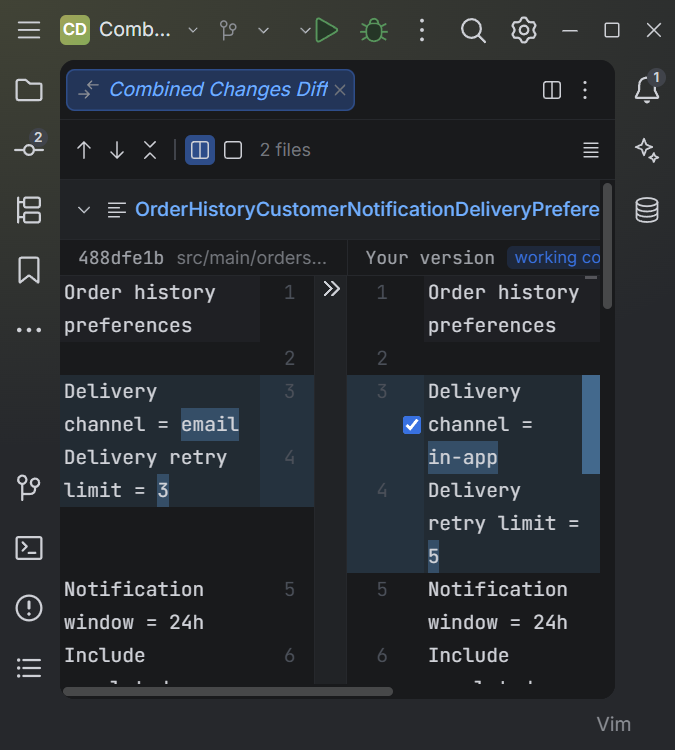 CD Comb...
Combined Changes Diff
1
2
2 files
OrderHistoryCustomerNotificationDeliveryPrefere
488dfe1b src/main/orders... Your version working co
Order history 1
preferences
2
Delivery 3
channel = email
Delivery retry 4
limit = 3
Notification 5
window = 24h
Include 6
1 Order history
preferences
2
3 Delivery
channel =
in-app
4 Delivery
retry limit =
5
5 Notification
window = 24h
6 Include
Vim